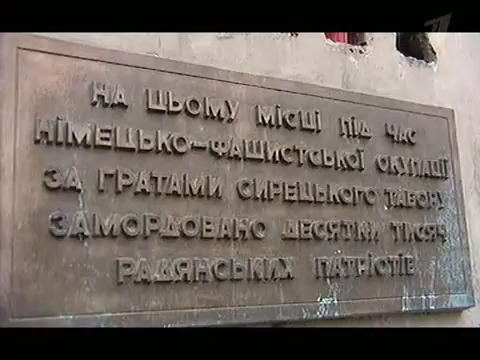 НА ЦЬОМУ МІСЦІ ПІД ЧАС
НІМЕЦЬКО-ФАШИСТСЬКОЇ ОКУПАЦІЇ
ЗА ГРАТАМИ СИРЕЦЬКОГО ТАБОРУ
ЗАМОРДОВАНО ДЕСЯТКИ ТИСЯЧ
РАДЯНСЬКИХ ПАТРІОТІВ